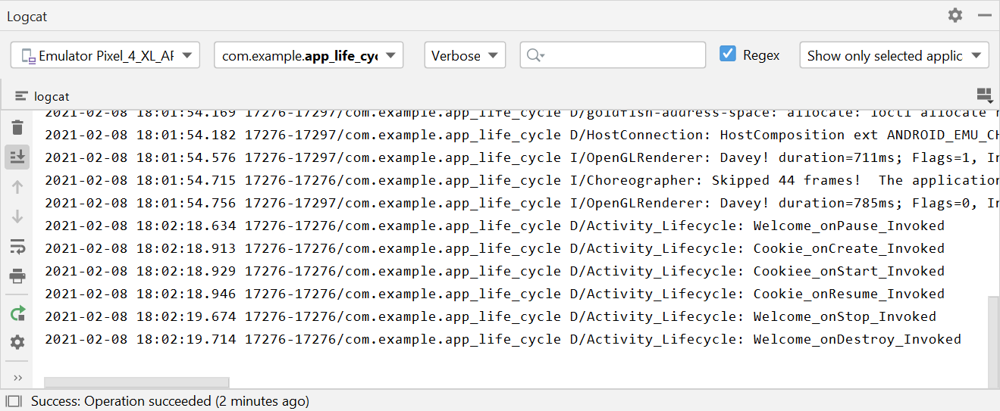 Logcat
Emulator Pixel_4_XL_AF com.example.app_life_cyc Verbose Regex Show only selected applic
logcat
2021-02-08 18:01:54.169 17276-17297/com.example.app_life_cycle D/goldfish-address-space: allocate: ioctl allocate
2021-02-08 18:01:54.182 17276-17297/com.example.app_life_cycle D/HostConnection: HostComposition ext ANDROID_EMU_CH
2021-02-08 18:01:54.576 17276-17297/com.example.app_life_cycle I/OpenGLRenderer: Davey! duration=711ms; Flags=1, In
2021-02-08 18:01:54.715 17276-17276/com.example.app_life_cycle I/Choreographer: Skipped 44 frames!  The application
2021-02-08 18:01:54.756 17276-17297/com.example.app_life_cycle I/OpenGLRenderer: Davey! duration=785ms; Flags=0, In
2021-02-08 18:02:18.634 17276-17276/com.example.app_life_cycle D/Activity_Lifecycle: Welcome_onPause_Invoked
2021-02-08 18:02:18.913 17276-17276/com.example.app_life_cycle D/Activity_Lifecycle: Cookie_onCreate_Invoked
2021-02-08 18:02:18.929 17276-17276/com.example.app_life_cycle D/Activity_Lifecycle: Cookiee_onStart_Invoked
2021-02-08 18:02:18.946 17276-17276/com.example.app_life_cycle D/Activity_Lifecycle: Cookie_onResume_Invoked
2021-02-08 18:02:19.674 17276-17276/com.example.app_life_cycle D/Activity_Lifecycle: Welcome_onStop_Invoked
2021-02-08 18:02:19.714 17276-17276/com.example.app_life_cycle D/Activity_Lifecycle: Welcome_onDestroy_Invoked
Success: Operation succeeded (2 minutes ago)